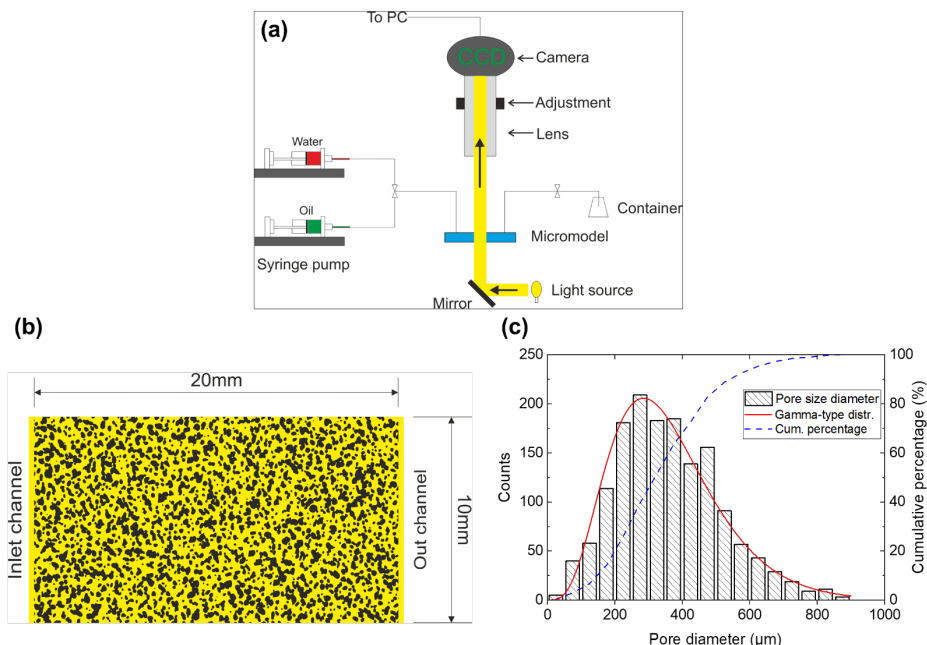 (a)
To PC
CCD
Camera
Adjustment
Lens
Water
Oil
Syringe pump
Container
Micromodel
Mirror
Light source
(b)
20mm
Inlet channel
Out channel
10mm
(c)
250
200
150
100
50
0
Counts
0
200
400
600
800
1000
Pore diameter (μm)
100
80
60
40
20
0
Cumulative percentage (%)
Pore size diameter
Gamma-type distr.
Cum. percentage